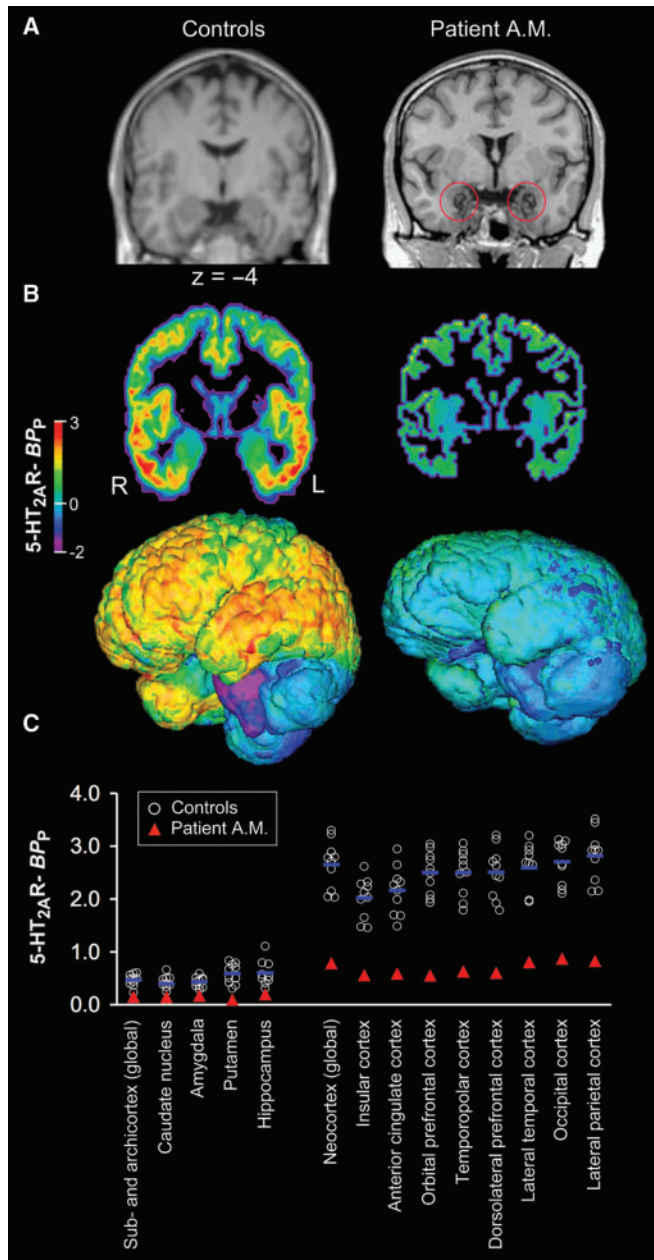 A
Controls
Patient A.M.
z = –4
B
5-HT2AR- BPP
3
0
-2
R
L
C
5-HT2AR- BPP
4.0
3.0
2.0
1.0
0.0
Controls
Patient A.M.
Sub- and archicortex (global)
Caudate nucleus
Amygdala
Putamen
Hippocampus
Neocortex (global)
Insular cortex
Anterior cingulate cortex
Orbital prefrontal cortex
Temporopolar cortex
Dorsolateral prefrontal cortex
Lateral temporal cortex
Occipital cortex
Lateral parietal cortex